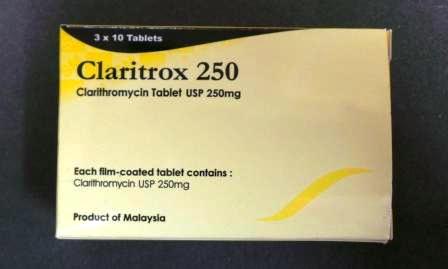 3 x 10 Tablets
Claritrox 250
Clarithromycin Tablet USP 250mg
Each film-coated tablet contains :
Clarithromycin USP 250mg
Product of Malaysia